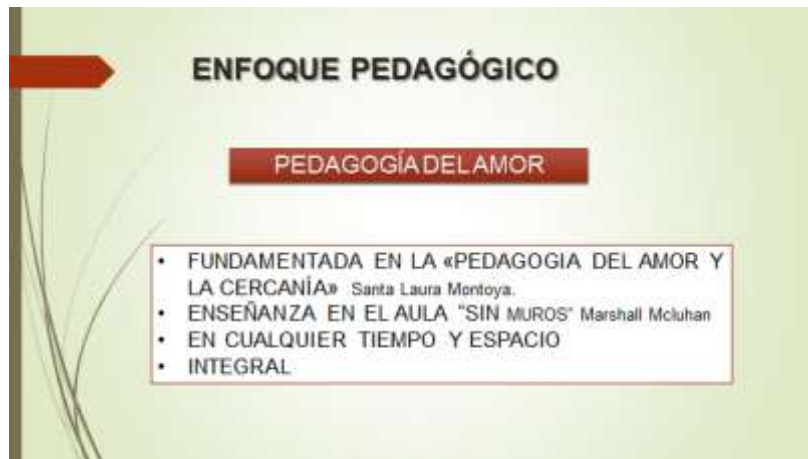 ENFOQUE PEDAGÓGICO
PEDAGOGÍA DEL AMOR
• FUNDAMENTADA EN LA «PEDAGOGIA DEL AMOR Y
LA CERCANÍA» Santa Laura Montoya.
• ENSEÑANZA EN EL AULA "SIN MUROS" Marshall Mcluhan
• EN CUALQUIER TIEMPO Y ESPACIO
• INTEGRAL